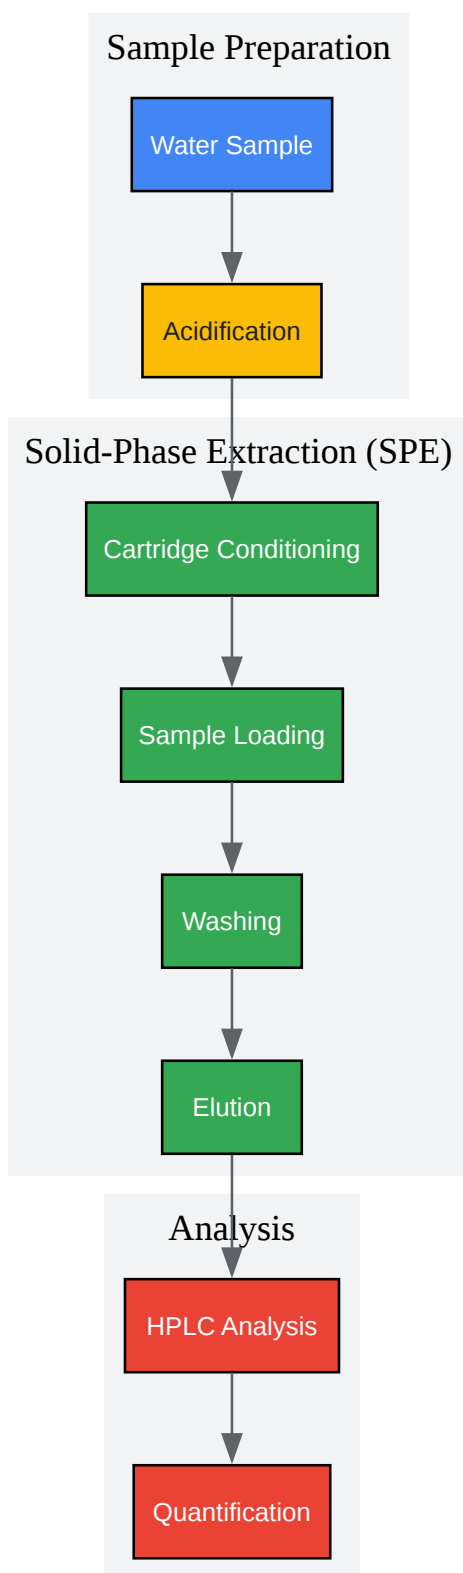 Sample Preparation
Water Sample
Acidification
Solid-Phase Extraction (SPE)
Cartridge Conditioning
Sample Loading
Washing
Elution
Analysis
HPLC Analysis
Quantification